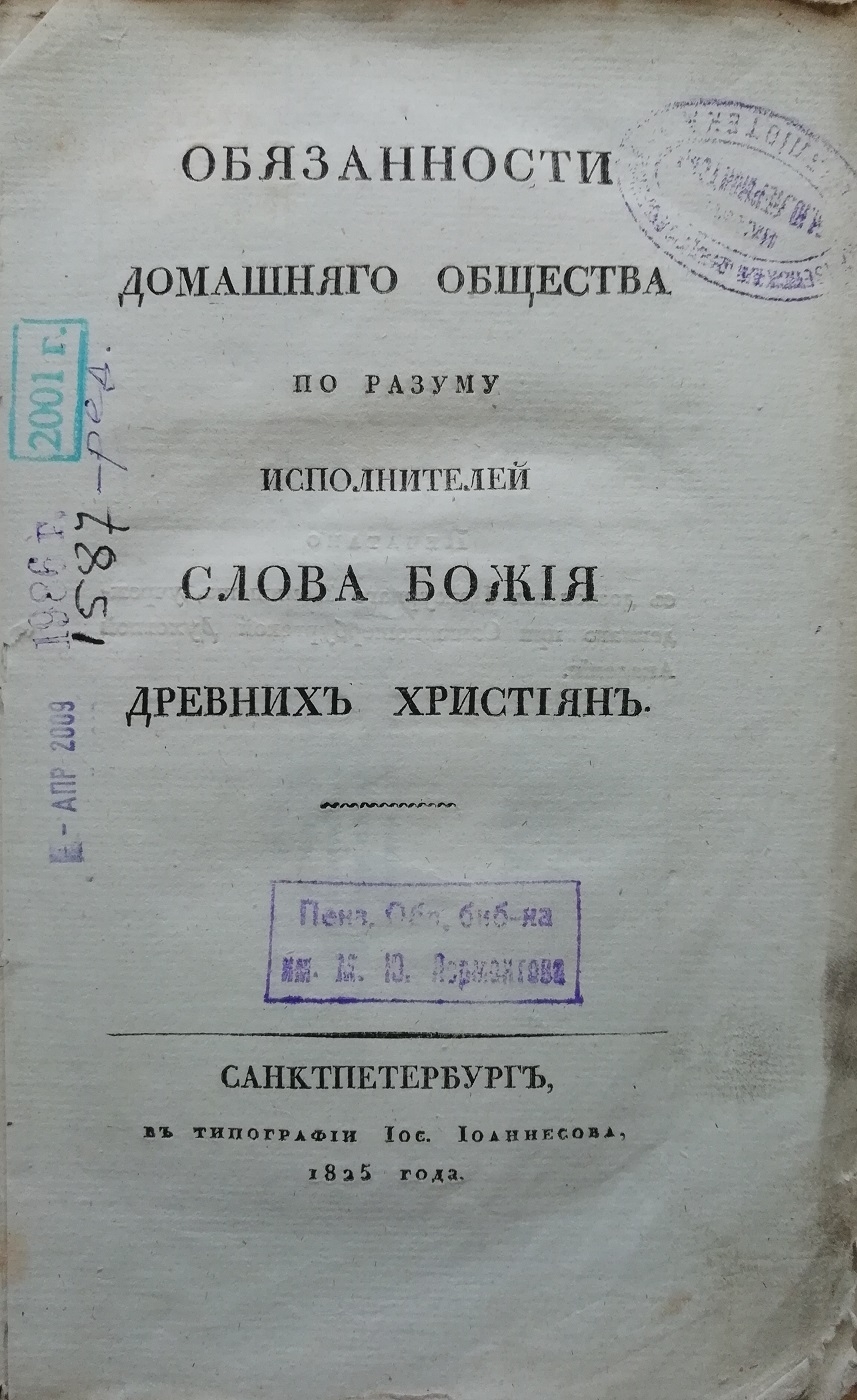 ОБЯЗАННОСТИ
ДОМАШНЯГО ОБЩЕСТВА
ПО РАЗУМУ
ИСПОЛНИТЕЛЕЙ
СЛОВА БОЖІЯ
ДРЕВНИХЪ ХРИСТІЯНЪ.
2001 г.
1587-ред.
1986 г.
- АПР 2009
Пенз. Обл. биб-ка
им. М. Ю. Лермонтова
САНКТПЕТЕРБУРГЪ,
ВЪ ТИПОГРАФІИ ІОС. ІОАННЕСОВА,
1825 года.